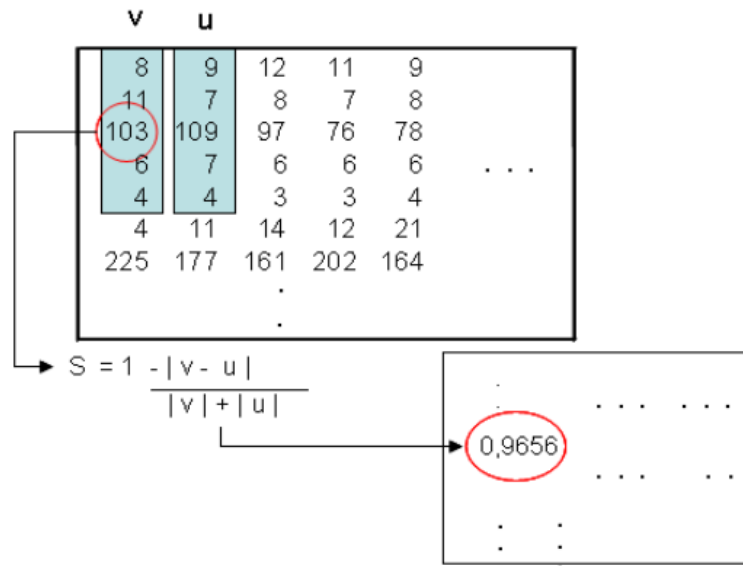 v u
8 9 12 11 9
11 7 8 7 8
103 109 97 76 78
6 7 6 6 6 . . .
4 4 3 3 4
4 11 14 12 21
225 177 161 202 164
.
.
S = 1 - | v - u |
| v | + | u |
. . . . . . .
.
0,9656
. . . . .
. .
. .